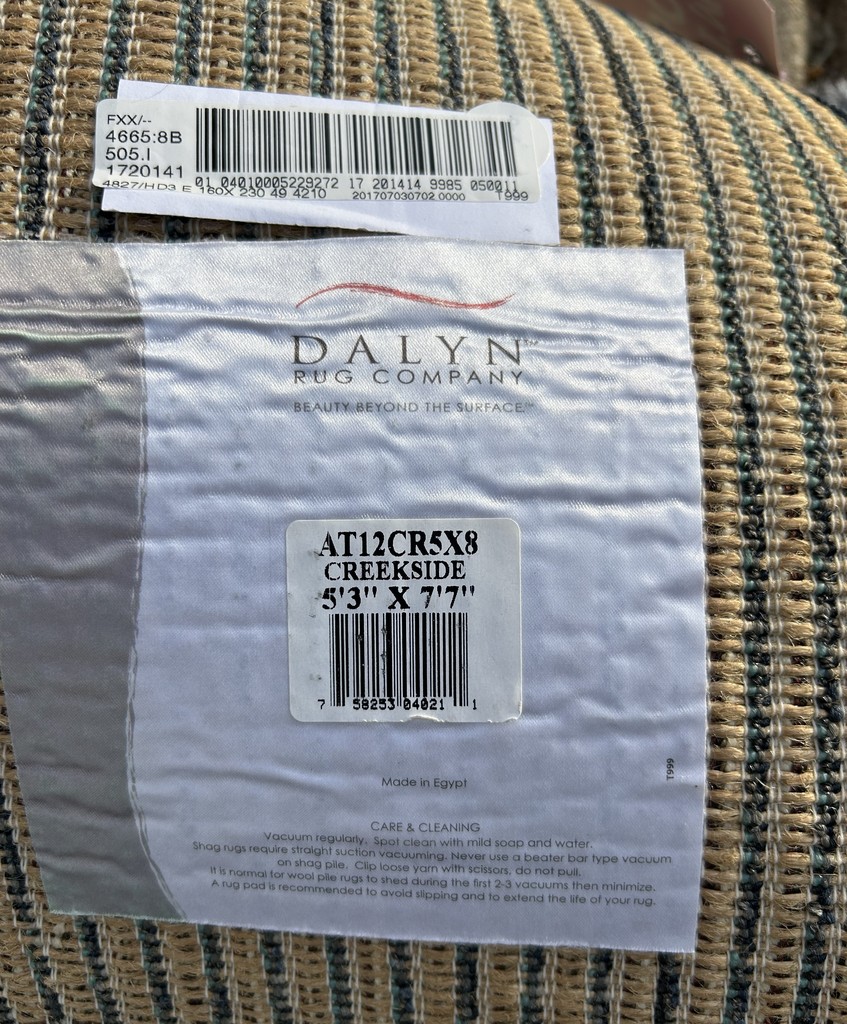 FXX/--
4665:8B
505.I
1720141
01 04010005229272 17 201414 9985 050011
4827/HD3 E 160X 230 49 4210 201707030702 0000 T999
DALYN™
RUG COMPANY
BEAUTY BEYOND THE SURFACE.™
AT12CR5X8
CREEKSIDE
5'3" X 7'7"
7 58253 04021 1
T999
Made in Egypt
CARE & CLEANING
Vacuum regularly. Spot clean with mild soap and water.
Shag rugs require straight suction vacuuming. Never use a beater bar type vacuum
on shag pile. Clip loose yarn with scissors, do not pull.
It is normal for wool pile rugs to shed during the first 2-3 vacuums then minimize.
A rug pad is recommended to avoid slipping and to extend the life of your rug.